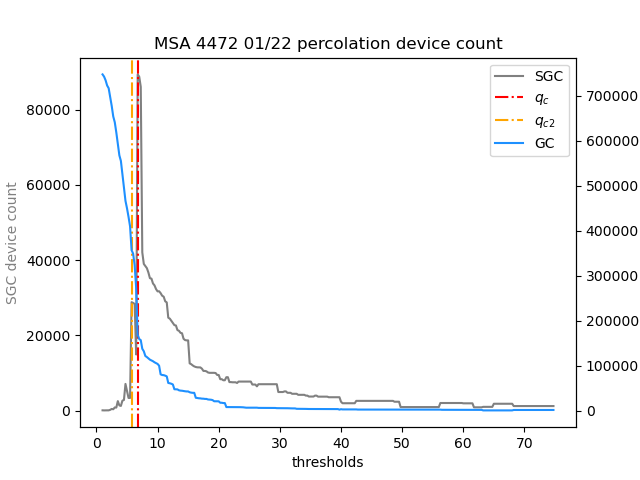 MSA 4472 01/22 percolation device count
SGC
q_c
q_c2
GC
SGC device count
80000
60000
40000
20000
0
700000
600000
500000
400000
300000
200000
100000
0
0 10 20 30 40 50 60 70
thresholds